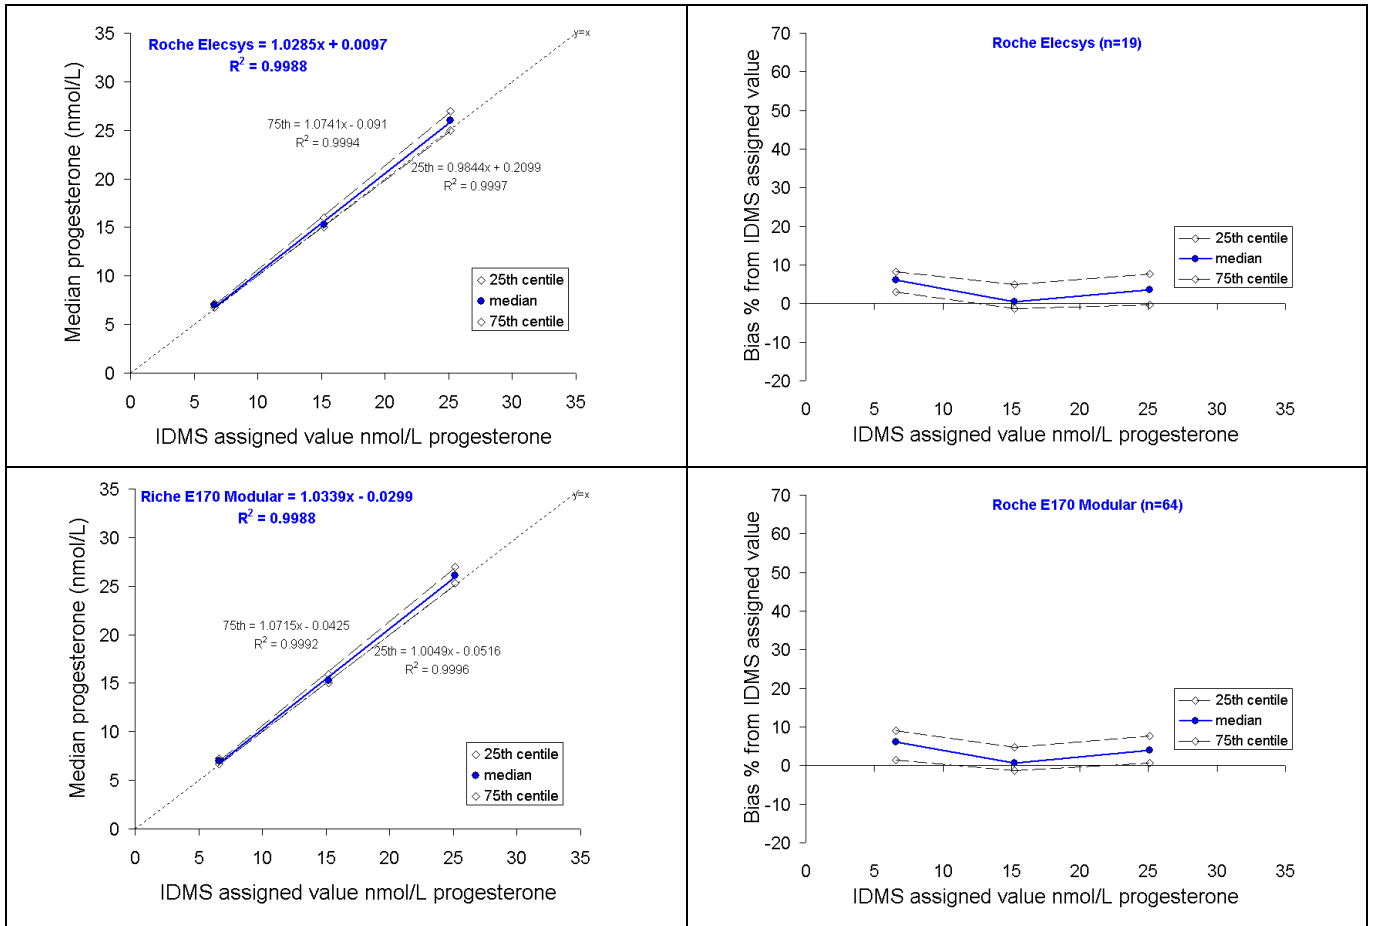 Roche Elecsys = 1.0285x + 0.0097
R² = 0.9988
y=x
75th = 1.0741x - 0.091
R² = 0.9994
25th = 0.9844x + 0.2099
R² = 0.9997
Median progesterone (nmol/L)
35
30
25
20
15
10
5
0
25th centile
median
75th centile
0 5 10 15 20 25 30 35
IDMS assigned value nmol/L progesterone
Roche Elecsys (n=19)
Bias % from IDMS assigned value
70
60
50
40
30
20
10
0
-10
-20
25th centile
median
75th centile
0 5 10 15 20 25 30 35
IDMS assigned value nmol/L progesterone
Riche E170 Modular = 1.0339x - 0.0299
R² = 0.9988
y=x
75th = 1.0715x - 0.0425
R² = 0.9992
25th = 1.0049x - 0.0516
R² = 0.9996
Median progesterone (nmol/L)
35
30
25
20
15
10
5
0
25th centile
median
75th centile
0 5 10 15 20 25 30 35
IDMS assigned value nmol/L progesterone
Roche E170 Modular (n=64)
Bias % from IDMS assigned value
70
60
50
40
30
20
10
0
-10
-20
25th centile
median
75th centile
0 5 10 15 20 25 30 35
IDMS assigned value nmol/L progesterone